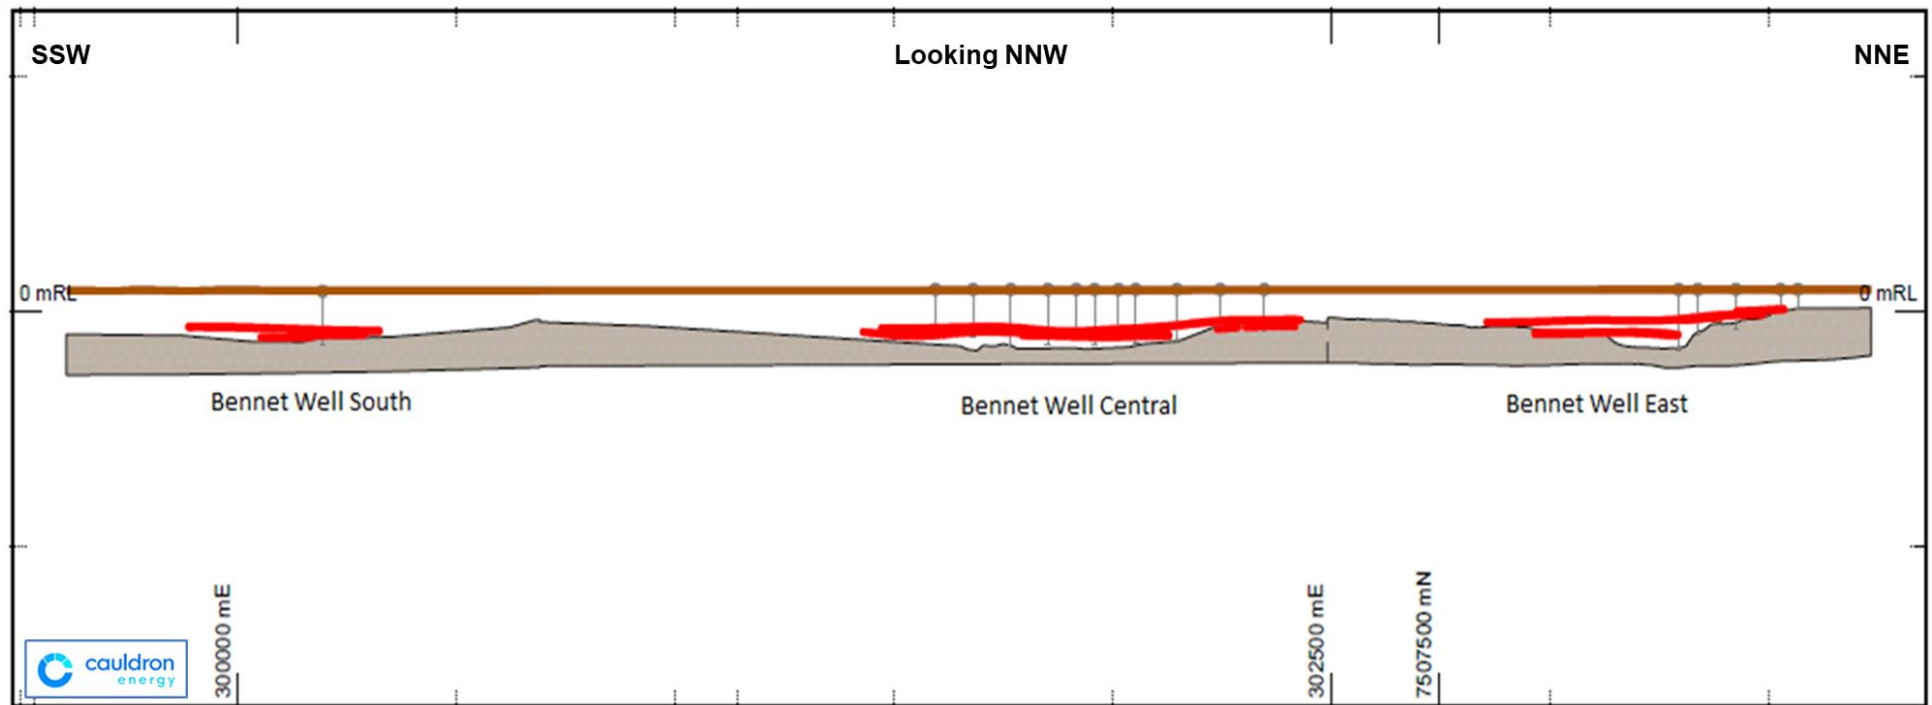 SSW
Looking NNW
NNE
0 mRL
0 mRL
Bennet Well South
Bennet Well Central
Bennet Well East
300000 mE
302500 mE
7507500 mN
cauldron
energy